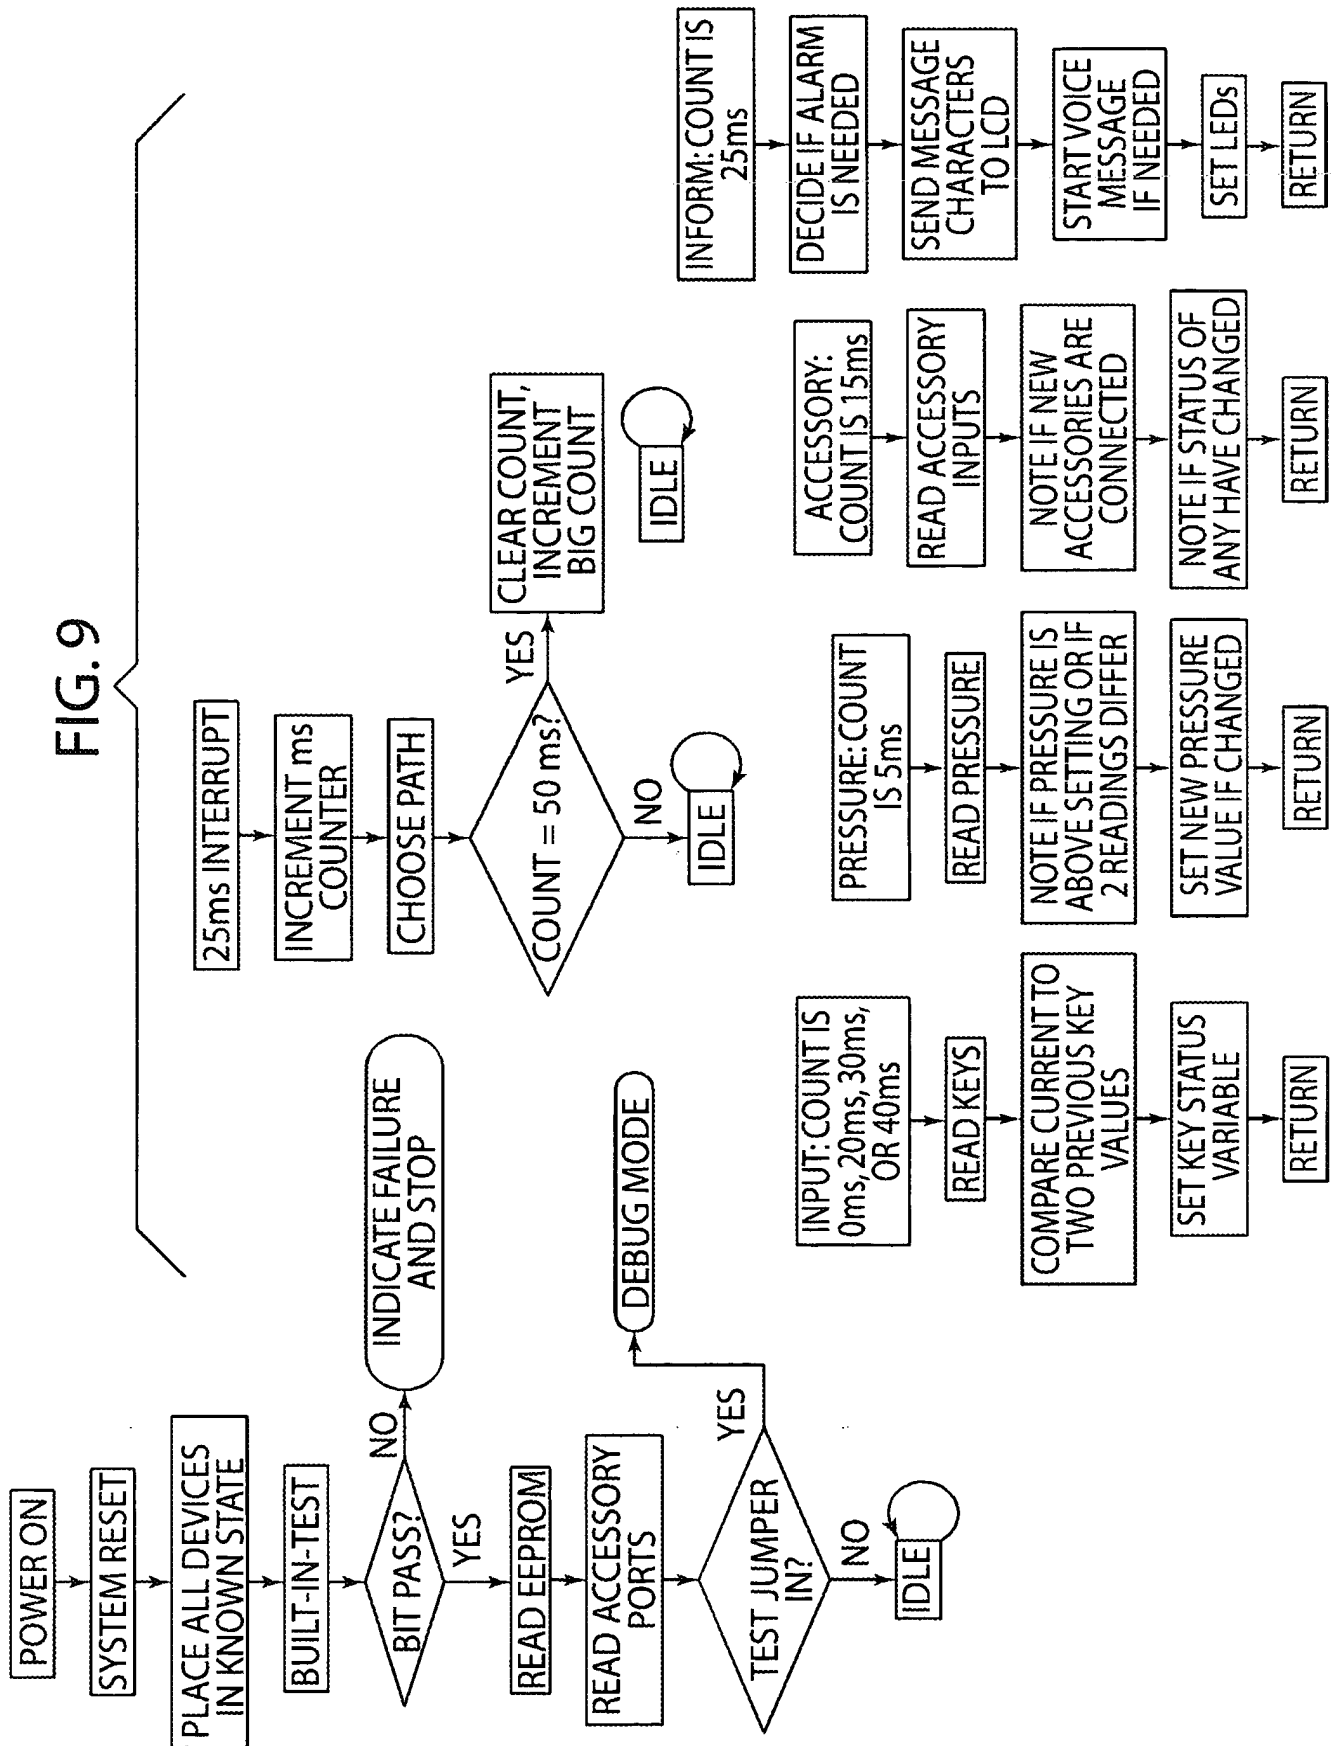 FIG. 9
POWER ON
SYSTEM RESET
PLACE ALL DEVICES
IN KNOWN STATE
BUILT-IN-TEST
BIT PASS?
NO
INDICATE FAILURE
AND STOP
YES
READ EEPROM
READ ACCESSORY
PORTS
TEST JUMPER
IN?
YES
DEBUG MODE
NO
IDLE
25ms INTERRUPT
INCREMENT ms
COUNTER
CHOOSE PATH
COUNT = 50 ms?
YES
CLEAR COUNT,
INCREMENT
BIG COUNT
IDLE
NO
IDLE
INPUT: COUNT IS
0ms, 20ms, 30ms,
OR 40ms
READ KEYS
COMPARE CURRENT TO
TWO PREVIOUS KEY
VALUES
SET KEY STATUS
VARIABLE
RETURN
PRESSURE: COUNT
IS 5ms
READ PRESSURE
NOTE IF PRESSURE IS
ABOVE SETTING OR IF
2 READINGS DIFFER
SET NEW PRESSURE
VALUE IF CHANGED
RETURN
ACCESSORY:
COUNT IS 15ms
READ ACCESSORY
INPUTS
NOTE IF NEW
ACCESSORIES ARE
CONNECTED
NOTE IF STATUS OF
ANY HAVE CHANGED
RETURN
INFORM: COUNT IS
25ms
DECIDE IF ALARM
IS NEEDED
SEND MESSAGE
CHARACTERS
TO LCD
START VOICE
MESSAGE
IF NEEDED
SET LEDs
RETURN